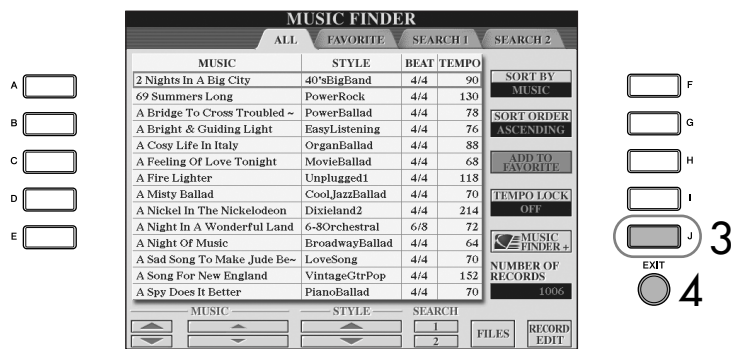 MUSIC FINDER
ALL FAVORITE SEARCH 1 SEARCH 2
MUSIC STYLE BEAT TEMPO
2 Nights In A Big City 40'sBigBand 4/4 90
69 Summers Long PowerRock 4/4 130
A Bridge To Cross Troubled ~ PowerBallad 4/4 78
A Bright & Guiding Light EasyListening 4/4 76
A Cosy Life In Italy OrganBallad 4/4 88
A Feeling Of Love Tonight MovieBallad 4/4 68
A Fire Lighter Unplugged1 4/4 118
A Misty Ballad CoolJazzBallad 4/4 70
A Nickel In The Nickelodeon Dixieland2 4/4 214
A Night In A Wonderful Land 6-8Orchestral 6/8 72
A Night Of Music BroadwayBallad 4/4 64
A Sad Song To Make Jude Be~ LoveSong 4/4 70
A Song For New England VintageGtrPop 4/4 152
A Spy Does It Better PianoBallad 4/4 70
SORT BY
MUSIC
SORT ORDER
ASCENDING
ADD TO
FAVORITE
TEMPO LOCK
OFF
MUSIC
FINDER +
NUMBER OF
RECORDS
1006
MUSIC STYLE SEARCH
1
2
FILES
RECORD
EDIT
A
B
C
D
E
F
G
H
I
J
3
EXIT
4